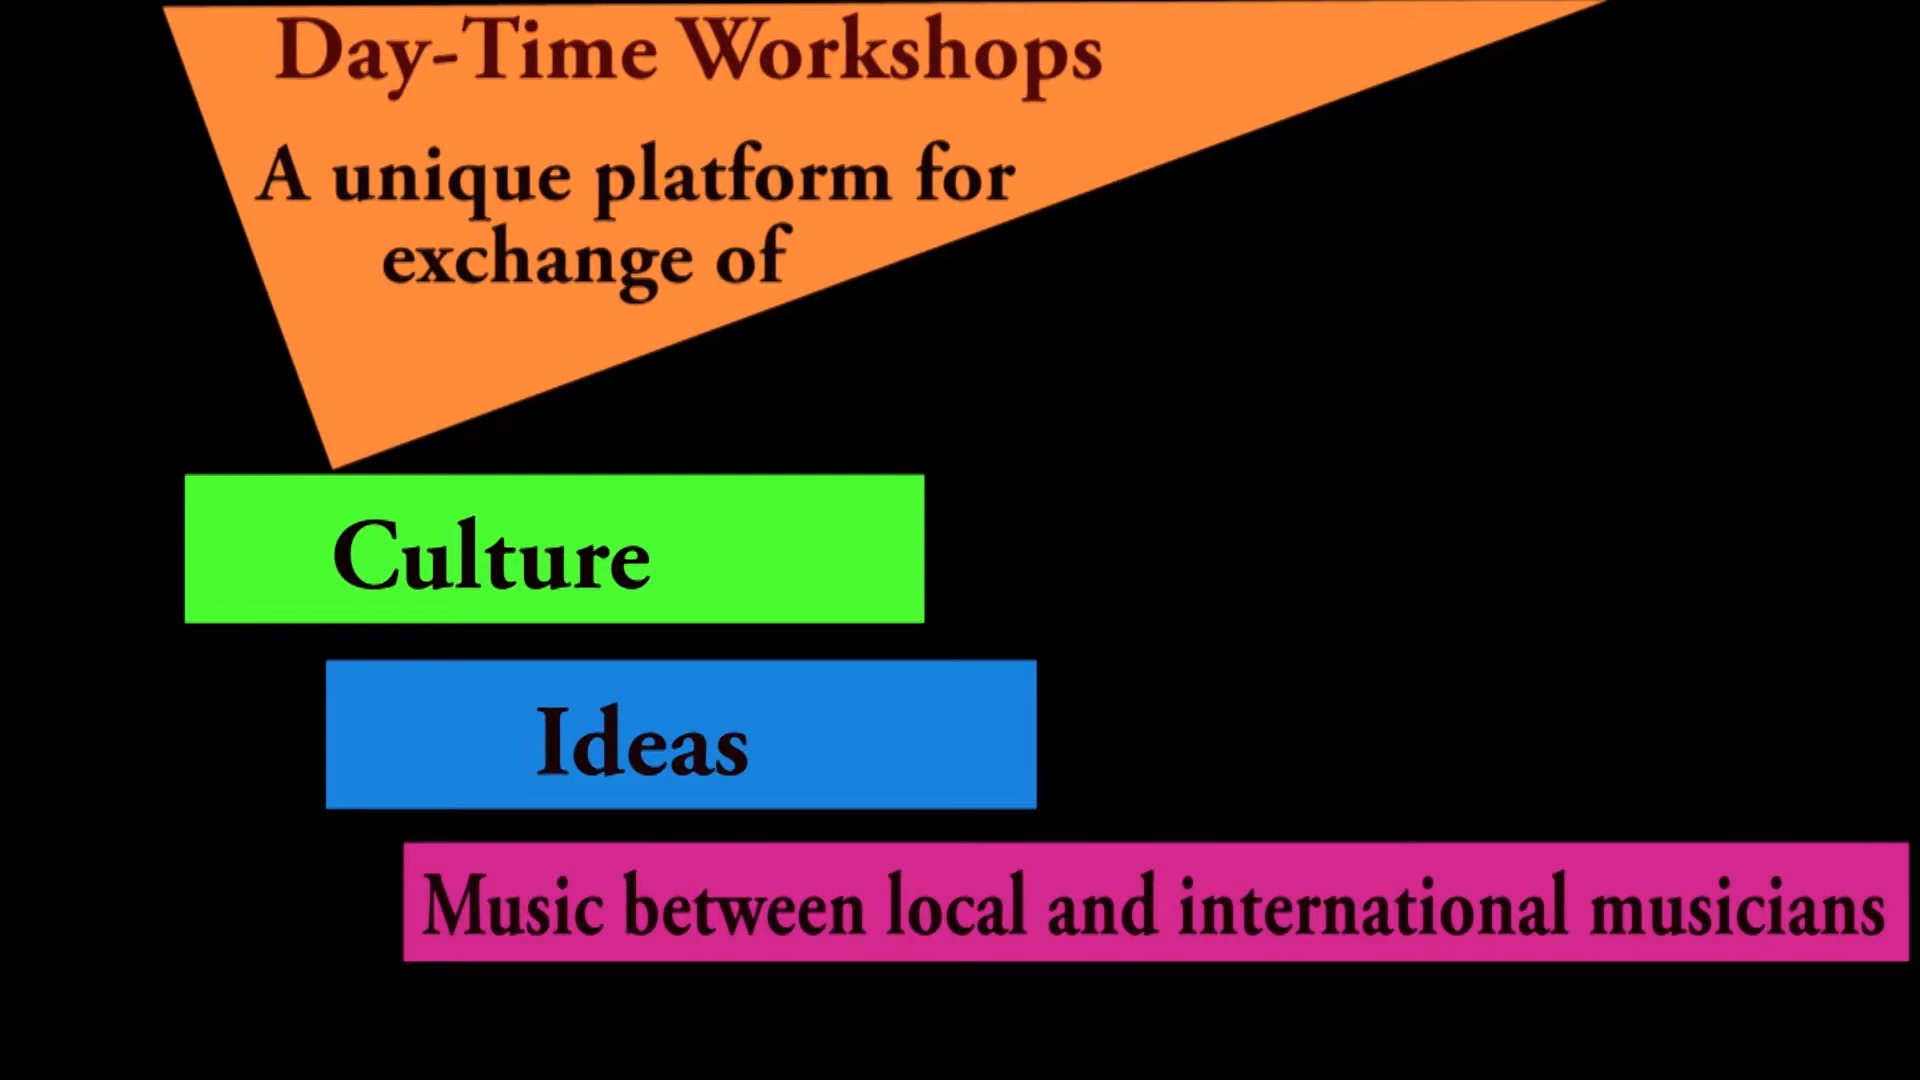 Day-Time Workshops
A unique platform for
exchange of
Culture
Ideas
Music between local and international musicians